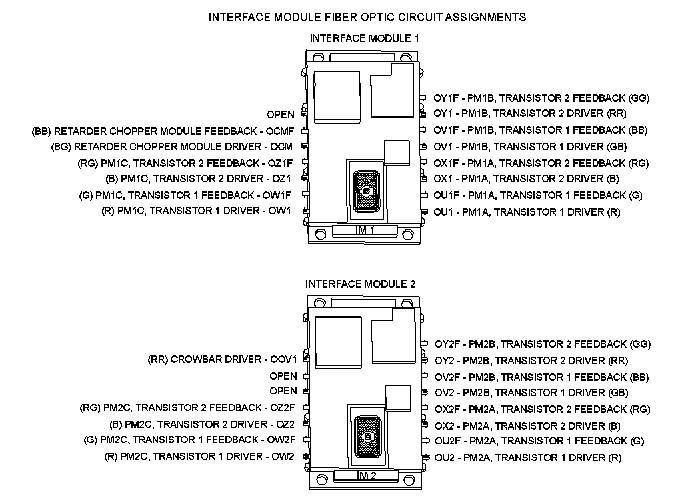 INTERFACE MODULE FIBER OPTIC CIRCUIT ASSIGNMENTS
INTERFACE MODULE 1
OPEN
(BB) RETARDER CHOPPER MODULE FEEDBACK - OCMF
(BG) RETARDER CHOPPER MODULE DRIVER - OCM
(RG) PM1C, TRANSISTOR 2 FEEDBACK - OZ1F
(B) PM1C, TRANSISTOR 2 DRIVER - OZ1
(G) PM1C, TRANSISTOR 1 FEEDBACK - OW1F
(R) PM1C, TRANSISTOR 1 DRIVER - OW1
OY1F - PM1B, TRANSISTOR 2 FEEDBACK (GG)
OY1 - PM1B, TRANSISTOR 2 DRIVER (RR)
OV1F - PM1B, TRANSISTOR 1 FEEDBACK (BB)
OV1 - PM1B, TRANSISTOR 1 DRIVER (GB)
OX1F - PM1A, TRANSISTOR 2 FEEDBACK (RG)
OX1 - PM1A, TRANSISTOR 2 DRIVER (B)
OU1F - PM1A, TRANSISTOR 1 FEEDBACK (G)
OU1 - PM1A, TRANSISTOR 1 DRIVER (R)
IM 1
INTERFACE MODULE 2
(RR) CROWBAR DRIVER - OOV1
OPEN
OPEN
(RG) PM2C, TRANSISTOR 2 FEEDBACK - OZ2F
(B) PM2C, TRANSISTOR 2 DRIVER - OZ2
(G) PM2C, TRANSISTOR 1 FEEDBACK - OW2F
(R) PM2C, TRANSISTOR 1 DRIVER - OW2
OY2F - PM2B, TRANSISTOR 2 FEEDBACK (GG)
OY2 - PM2B, TRANSISTOR 2 DRIVER (RR)
OV2F - PM2B, TRANSISTOR 1 FEEDBACK (BB)
OV2 - PM2B, TRANSISTOR 1 DRIVER (GB)
OX2F - PM2A, TRANSISTOR 2 FEEDBACK (RG)
OX2 - PM2A, TRANSISTOR 2 DRIVER (B)
OU2F - PM2A, TRANSISTOR 1 FEEDBACK (G)
OU2 - PM2A, TRANSISTOR 1 DRIVER (R)
IM 2